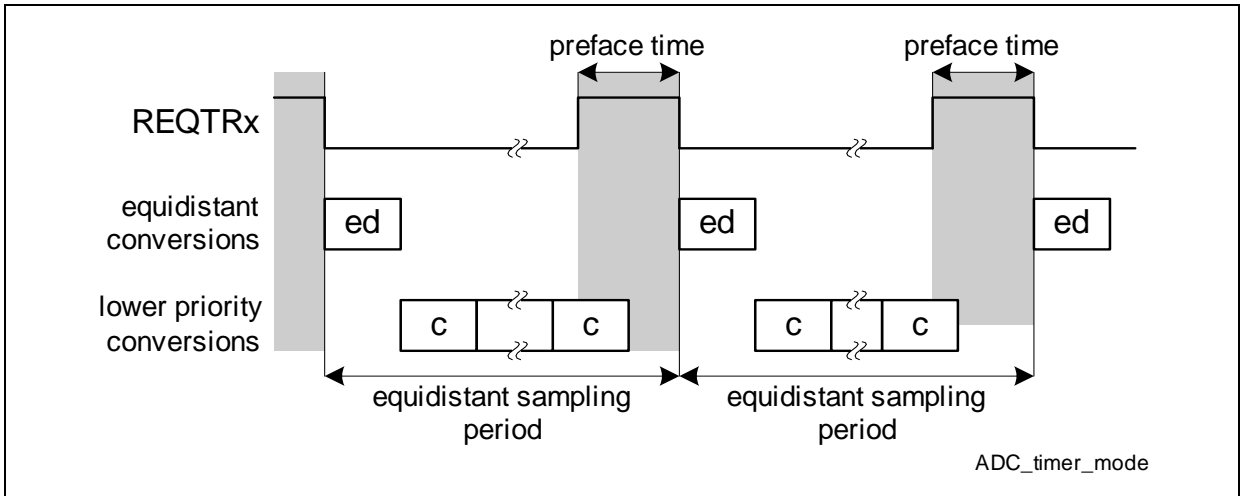 preface time
preface time
REQTRx
equidistant
conversions
ed
ed
ed
lower priority
conversions
c
c
c
c
equidistant sampling
period
equidistant sampling
period
ADC_timer_mode